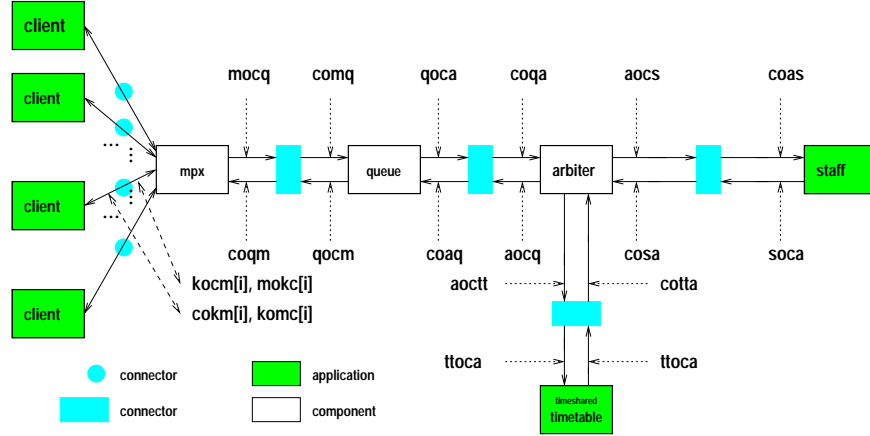 client
mocq comq qoca coqa aocs coas
client
... ...
mpx queue arbiter staff
client
... ...
coqm qocm coaq aocq cosa soca
kocm[i], mokc[i]
aoctt cotta
cokm[i], komc[i]
client
ttoca ttoca
connector application
timeshared
connector component timetable